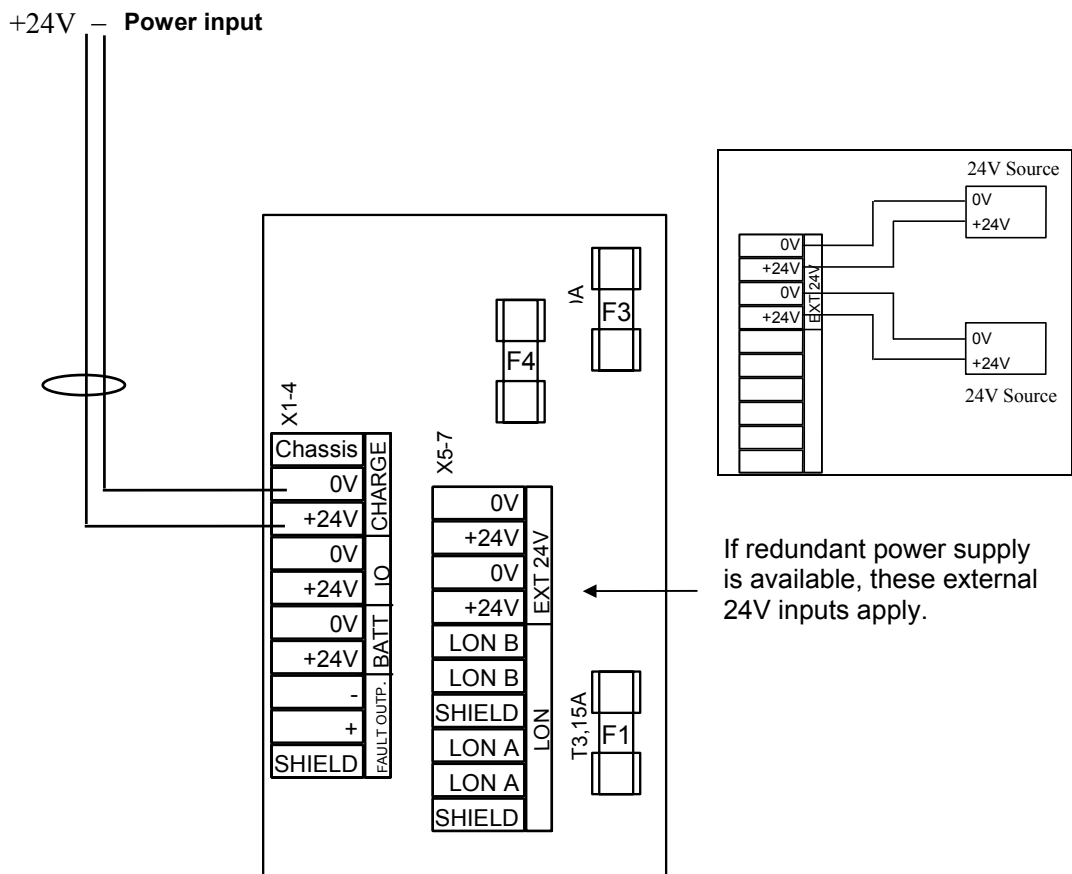 +24V – Power input
X1-4
Chassis
0V
+24V
CHARGE
0V
+24V
IO
0V
+24V
BATT
-
+
SHIELD
FAULT OUTP.
X5-7
0V
+24V
0V
+24V
EXT 24V
LON B
LON B
SHIELD
LON A
LON A
SHIELD
LON
F4
F3
T3,15A
F1
24V Source
0V
+24V
0V
+24V
0V
+24V
EXT 24V
0V
+24V
24V Source
If redundant power supply
is available, these external
24V inputs apply.